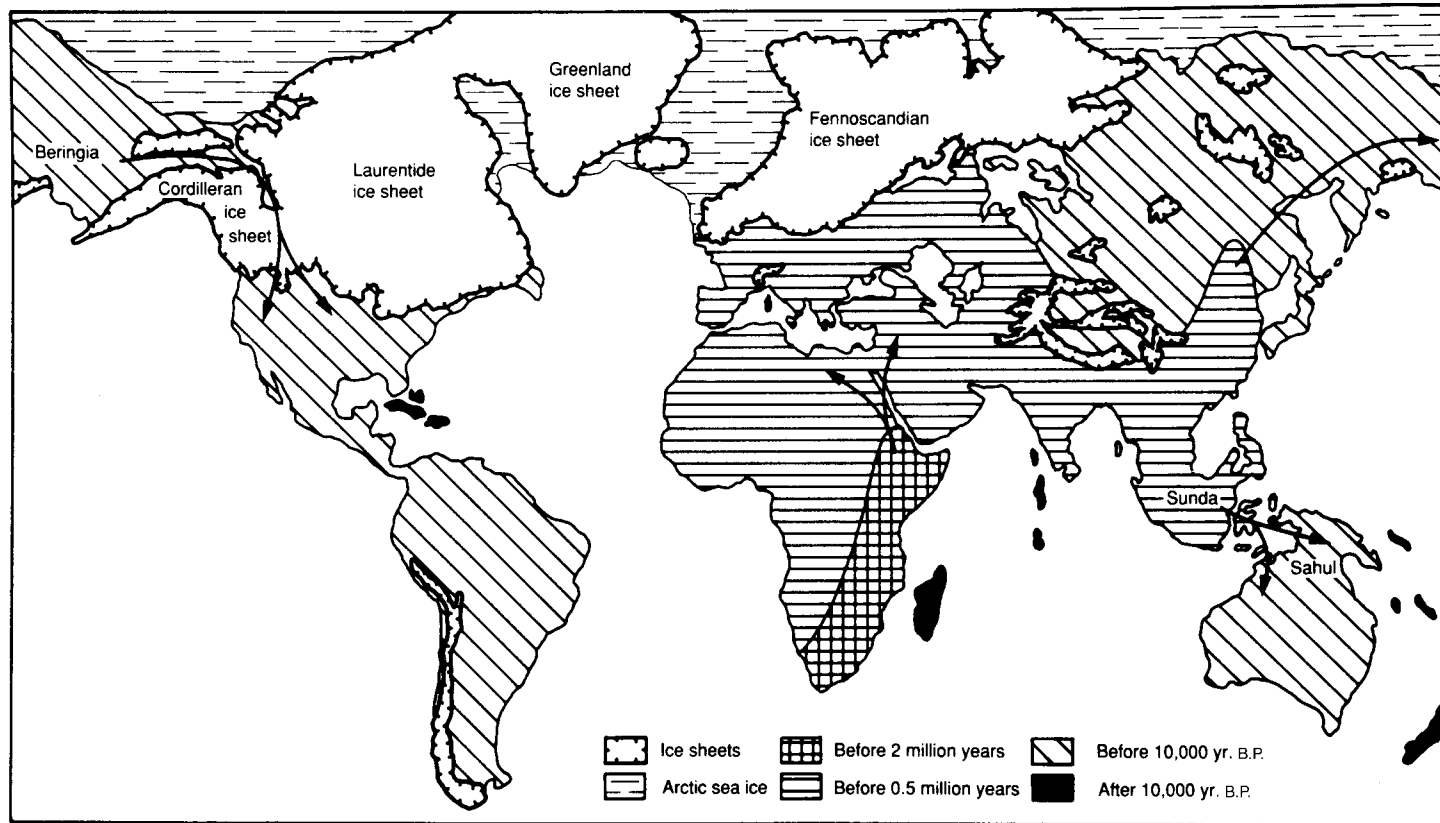 Greenland
ice sheet
Fennoscandian
ice sheet
Beringia
Laurentide
ice sheet
Cordilleran
ice
sheet
Sunda
Sahul
Ice sheets
Before 2 million years
Before 10,000 yr. B.P.
Arctic sea ice
Before 0.5 million years
After 10,000 yr. B.P.